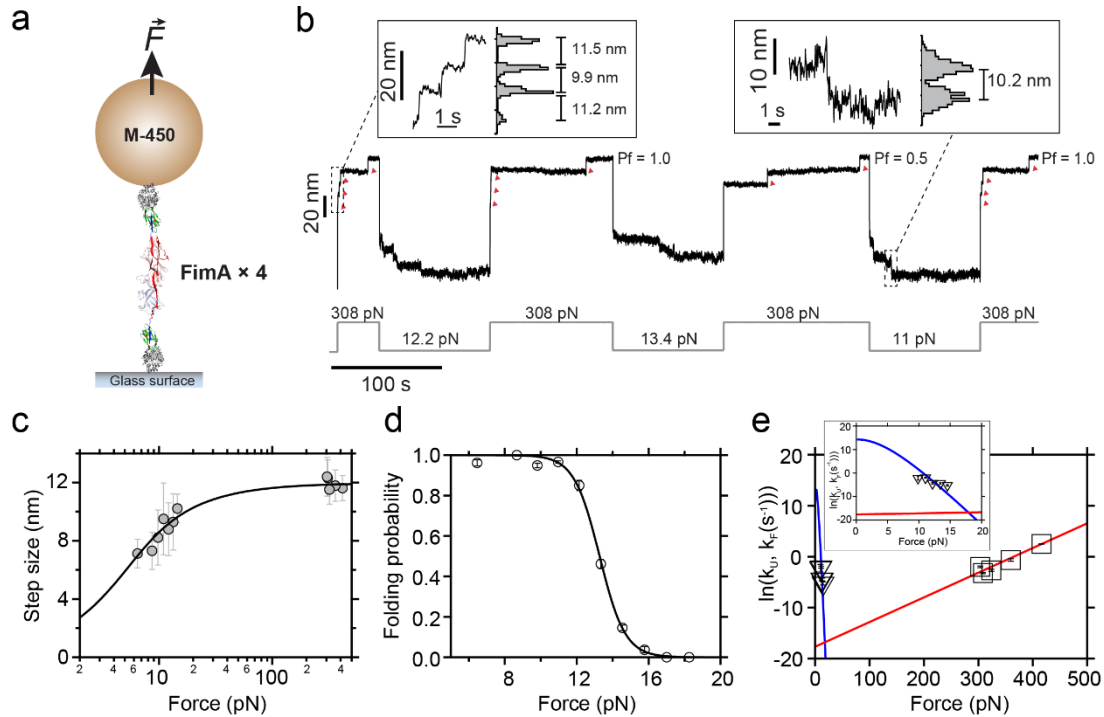 a
F
M-450
FimA × 4
Glass surface
b
20 nm
1 s
11.5 nm
9.9 nm
11.2 nm
10 nm
1 s
10.2 nm
20 nm
Pf = 1.0
Pf = 0.5
Pf = 1.0
308 pN
12.2 pN
308 pN
13.4 pN
308 pN
11 pN
308 pN
100 s
c
Step size (nm)
12
8
4
0
2
4
6
8
10
2
4
6
8
100
2
4
Force (pN)
d
Folding probability
1.0
0.8
0.6
0.4
0.2
0.0
8
12
16
20
Force (pN)
e
ln(kU, kF(s⁻¹)))
20
10
0
-10
-20
0
100
200
300
400
500
Force (pN)
ln(kU, kF(s⁻¹)))
20
10
0
-10
-20
0
5
10
15
20
Force (pN)